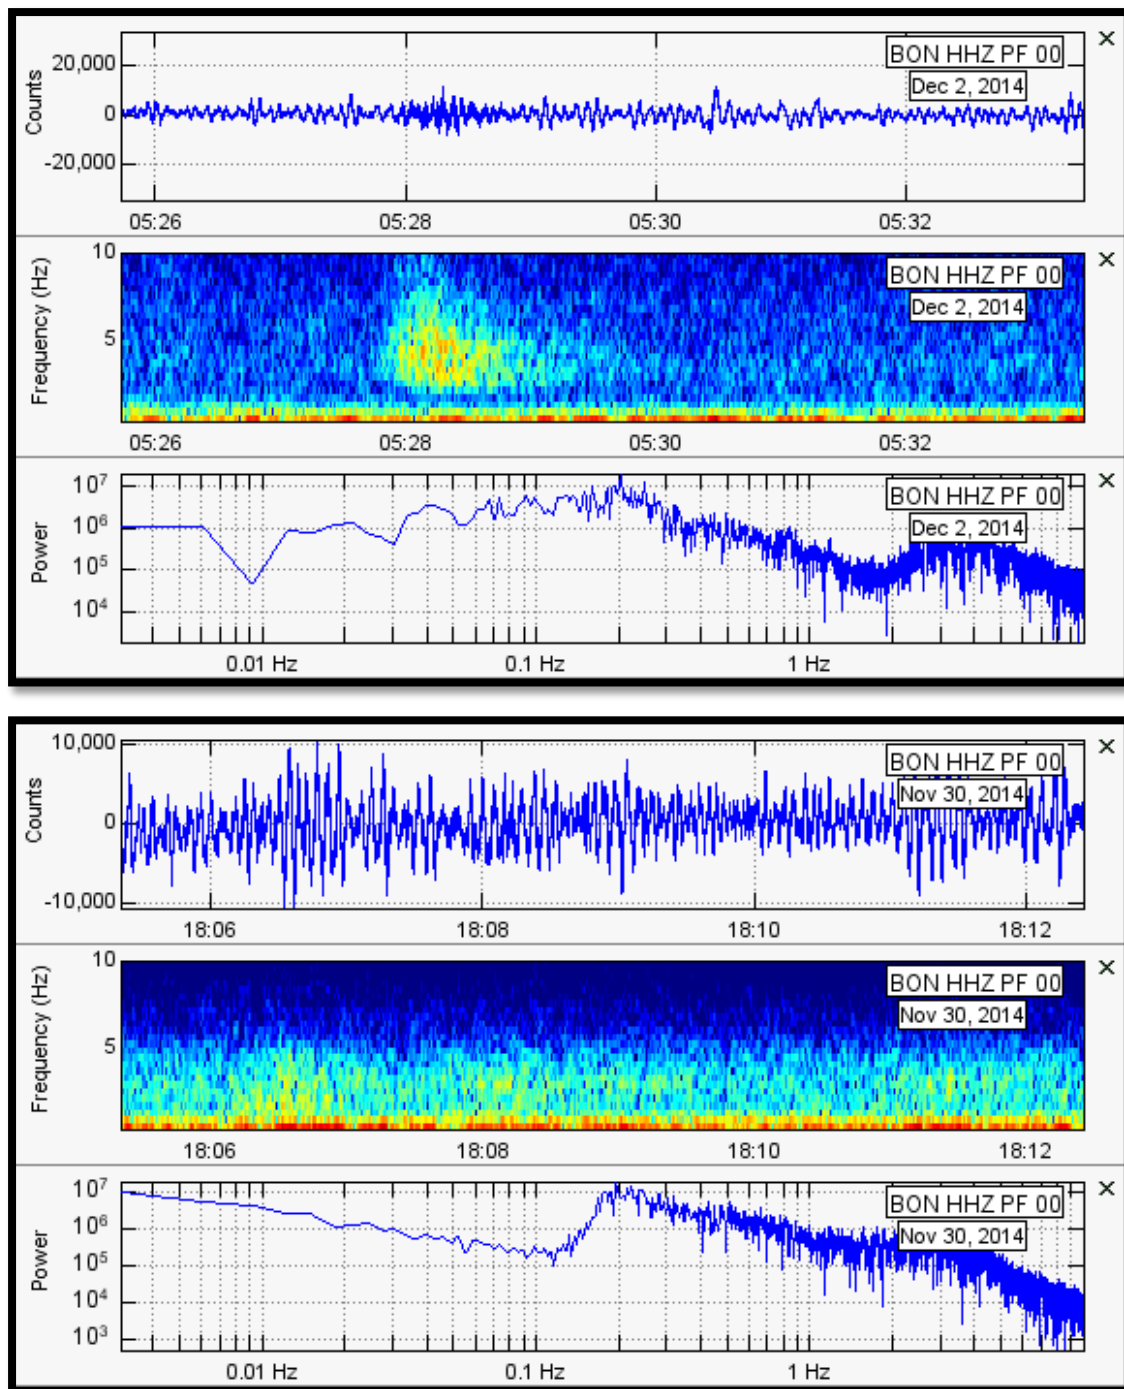 BON HHZ PF 00
Dec 2, 2014
20,000
0
-20,000
Counts
05:26 05:28 05:30 05:32
BON HHZ PF 00
Dec 2, 2014
10
5
Frequency (Hz)
05:26 05:28 05:30 05:32
BON HHZ PF 00
Dec 2, 2014
10⁷
10⁶
10⁵
10⁴
Power
0.01 Hz 0.1 Hz 1 Hz
BON HHZ PF 00
Nov 30, 2014
10,000
0
-10,000
Counts
18:06 18:08 18:10 18:12
BON HHZ PF 00
Nov 30, 2014
10
5
Frequency (Hz)
18:06 18:08 18:10 18:12
BON HHZ PF 00
Nov 30, 2014
10⁷
10⁶
10⁵
10⁴
10³
Power
0.01 Hz 0.1 Hz 1 Hz